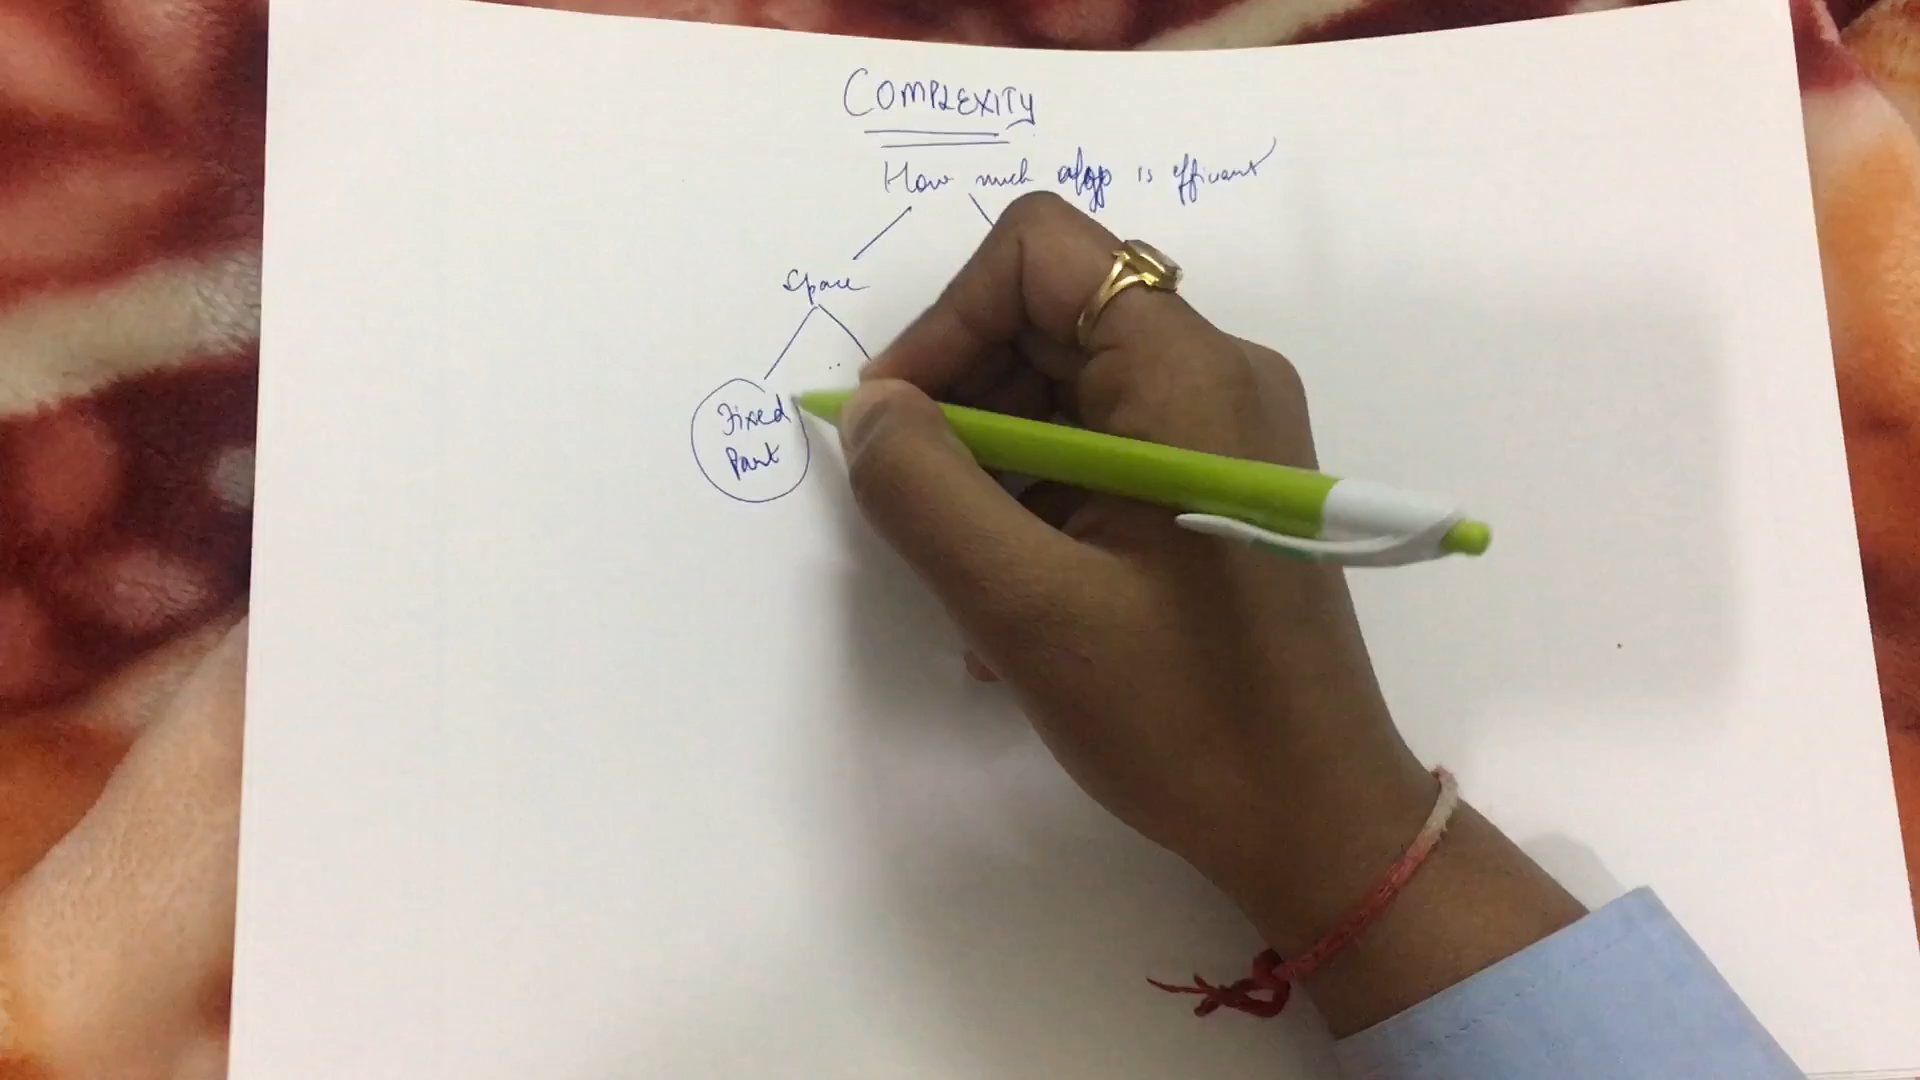 COMPLEXITY
How much algo is efficient
Space
Fixed
Part